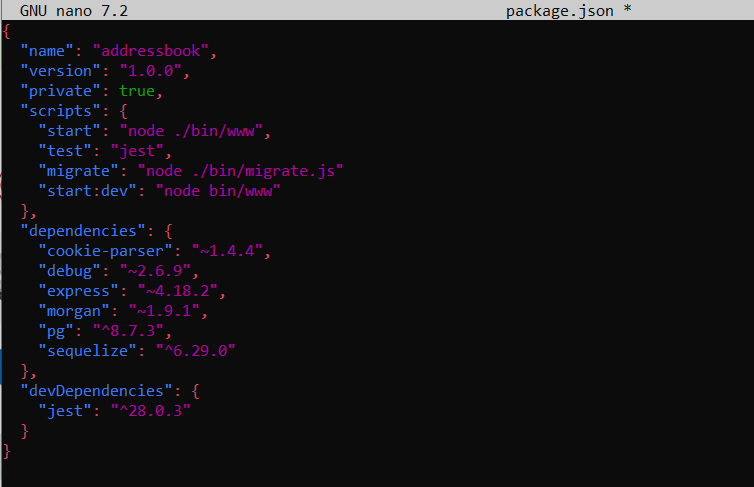 GNU nano 7.2 package.json *
{
  "name": "addressbook",
  "version": "1.0.0",
  "private": true,
  "scripts": {
    "start": "node ./bin/www",
    "test": "jest",
    "migrate": "node ./bin/migrate.js"
    "start:dev": "node bin/www"
  },
  "dependencies": {
    "cookie-parser": "~1.4.4",
    "debug": "~2.6.9",
    "express": "~4.18.2",
    "morgan": "~1.9.1",
    "pg": "^8.7.3",
    "sequelize": "^6.29.0"
  },
  "devDependencies": {
    "jest": "^28.0.3"
  }
}